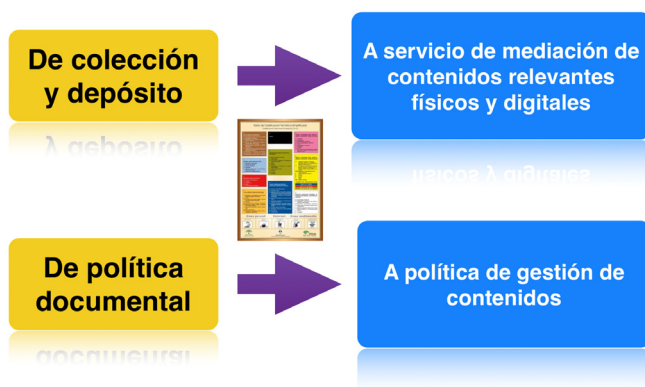 De colección
y depósito
A servicio de mediación de
contenidos relevantes
físicos y digitales
De política
documental
A política de gestión de
contenidos